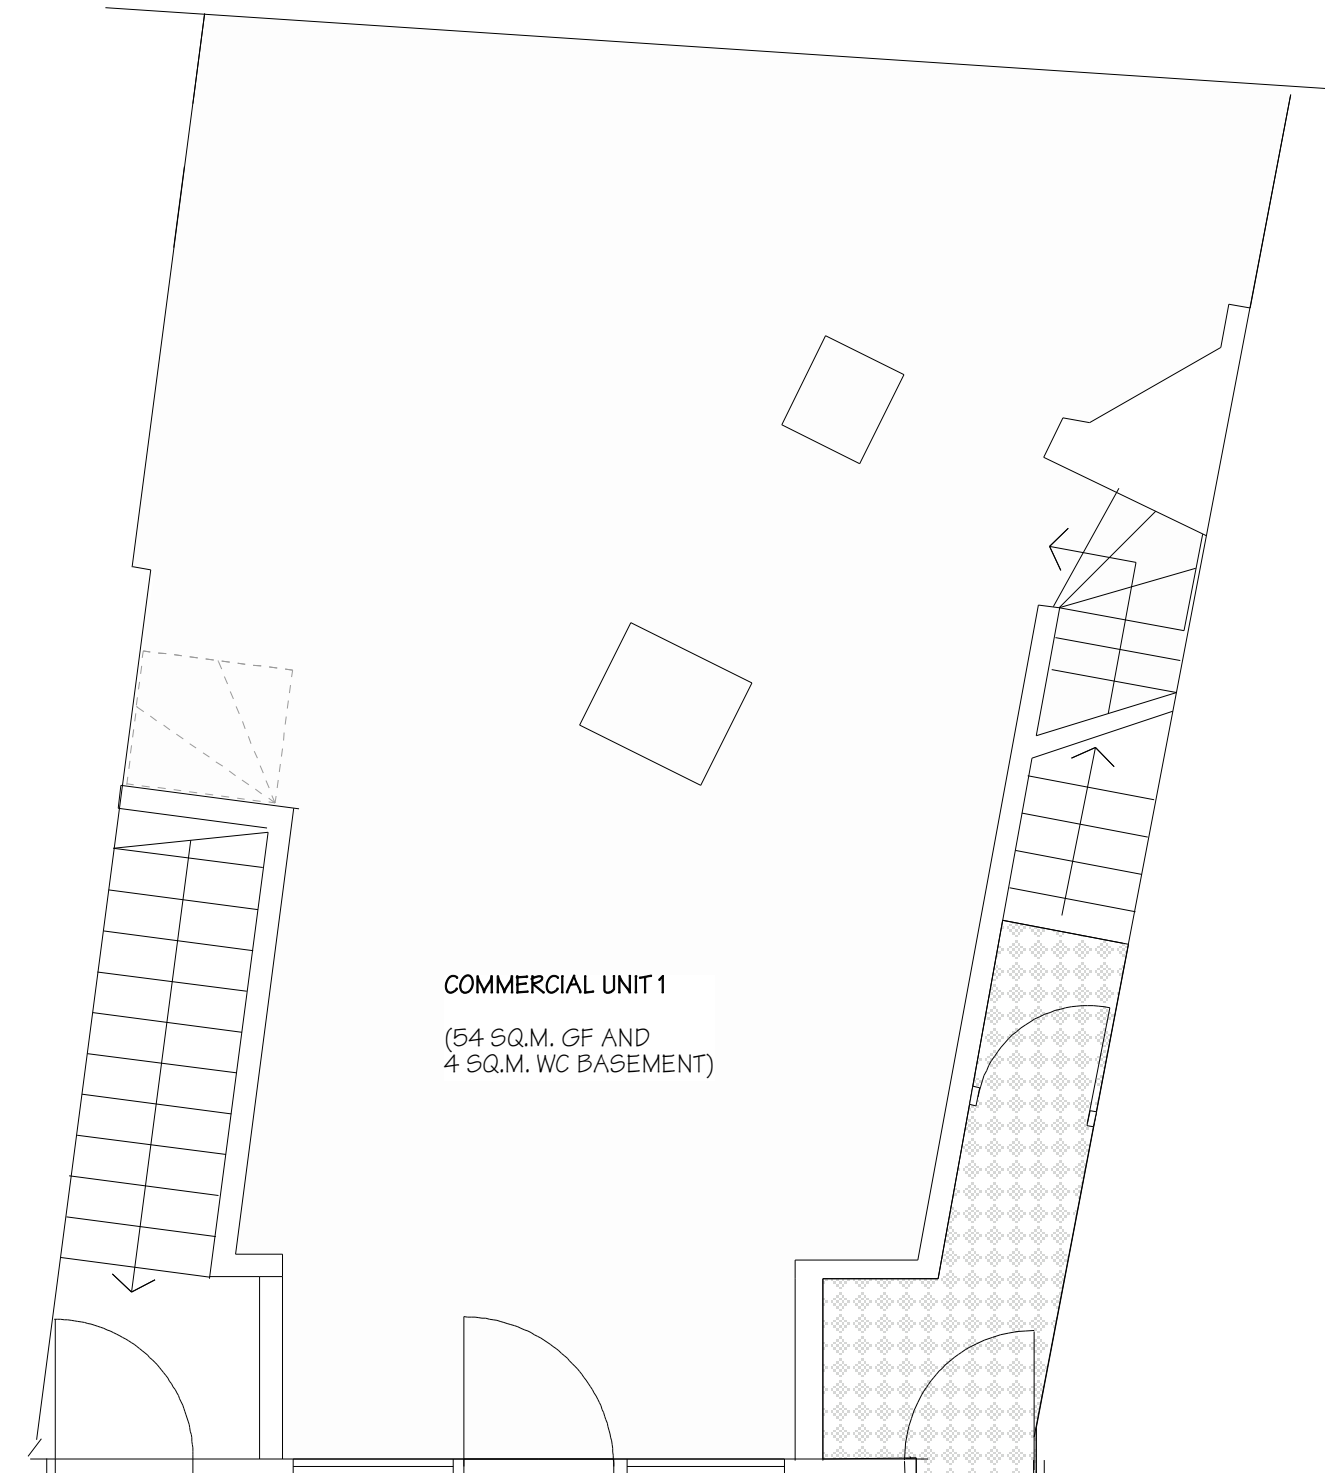 COMMERCIAL UNIT 1
(54 SQ.M. GF AND
4 SQ.M. WC BASEMENT)